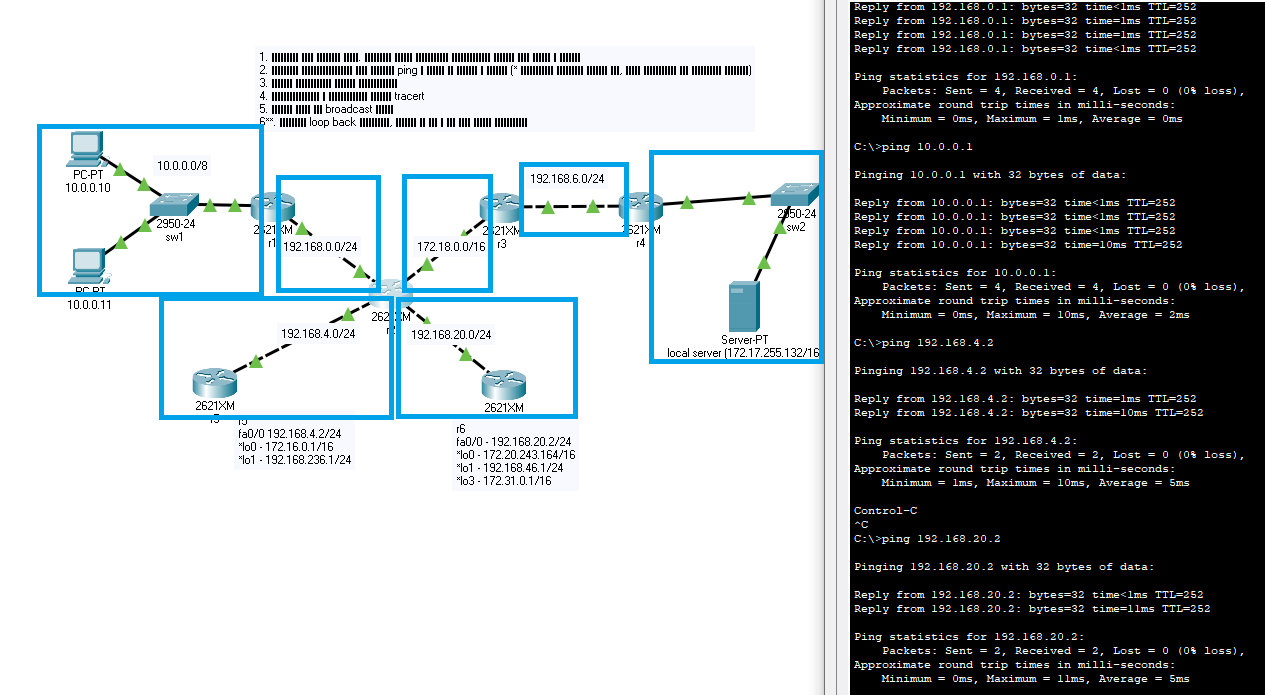 1.
2. ping (*
3.
4. tracert
5. broadcast
6**. loop back
10.0.0.0/8
PC-PT
10.0.0.10
2950-24
sw1
PC-PT
10.0.0.11
2621XM
r1
192.168.0.0/24
172.18.0.0/16
2621XM
r3
192.168.6.0/24
2621XM
r4
2950-24
sw2
Server-PT
local server (172.17.255.132/16
2621XM
r2
192.168.4.0/24
192.168.20.0/24
2621XM
r5
r5
fa0/0 192.168.4.2/24
*lo0 - 172.16.0.1/16
*lo1 - 192.168.236.1/24
2621XM
r6
fa0/0 - 192.168.20.2/24
*lo0 - 172.20.243.164/16
*lo1 - 192.168.46.1/24
*lo3 - 172.31.0.1/16
Reply from 192.168.0.1: bytes=32 time<1ms TTL=252
Reply from 192.168.0.1: bytes=32 time=1ms TTL=252
Reply from 192.168.0.1: bytes=32 time=1ms TTL=252
Reply from 192.168.0.1: bytes=32 time<1ms TTL=252
Ping statistics for 192.168.0.1:
Packets: Sent = 4, Received = 4, Lost = 0 (0% loss),
Approximate round trip times in milli-seconds:
Minimum = 0ms, Maximum = 1ms, Average = 0ms
C:\>ping 10.0.0.1
Pinging 10.0.0.1 with 32 bytes of data:
Reply from 10.0.0.1: bytes=32 time<1ms TTL=252
Reply from 10.0.0.1: bytes=32 time=1ms TTL=252
Reply from 10.0.0.1: bytes=32 time<1ms TTL=252
Reply from 10.0.0.1: bytes=32 time=10ms TTL=252
Ping statistics for 10.0.0.1:
Packets: Sent = 4, Received = 4, Lost = 0 (0% loss),
Approximate round trip times in milli-seconds:
Minimum = 0ms, Maximum = 10ms, Average = 2ms
C:\>ping 192.168.4.2
Pinging 192.168.4.2 with 32 bytes of data:
Reply from 192.168.4.2: bytes=32 time=1ms TTL=252
Reply from 192.168.4.2: bytes=32 time=10ms TTL=252
Ping statistics for 192.168.4.2:
Packets: Sent = 2, Received = 2, Lost = 0 (0% loss),
Approximate round trip times in milli-seconds:
Minimum = 1ms, Maximum = 10ms, Average = 5ms
Control-C
^C
C:\>ping 192.168.20.2
Pinging 192.168.20.2 with 32 bytes of data:
Reply from 192.168.20.2: bytes=32 time<1ms TTL=252
Reply from 192.168.20.2: bytes=32 time=11ms TTL=252
Ping statistics for 192.168.20.2:
Packets: Sent = 2, Received = 2, Lost = 0 (0% loss),
Approximate round trip times in milli-seconds:
Minimum = 0ms, Maximum = 11ms, Average = 5ms